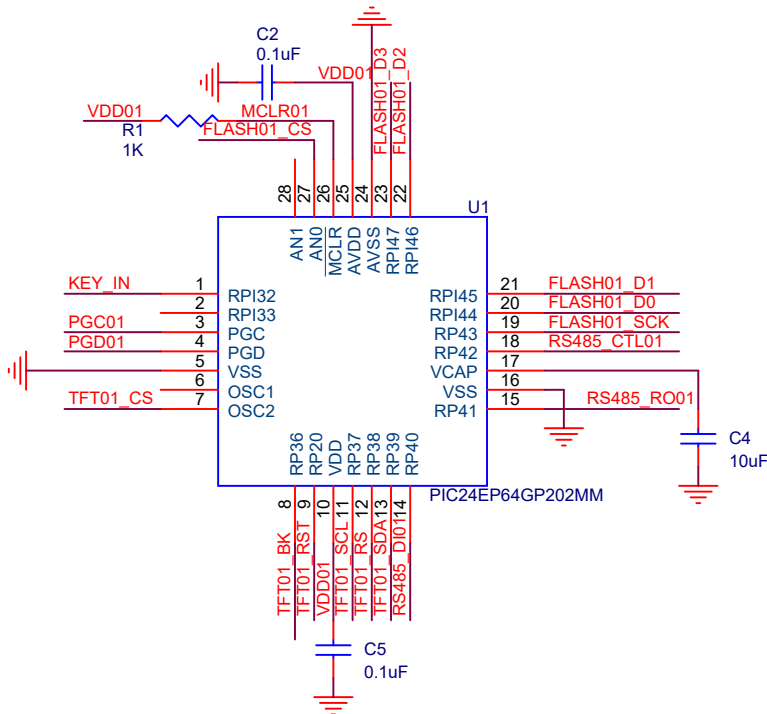 C2
0.1uF
VDD01
FLASH01_D3
FLASH01_D2
VDD01
MCLR01
R1
1K
FLASH01_CS
28
27
26
25
24
23
22
U1
AN1
AN0
MCLR
AVDD
AVSS
RPI47
RPI46
KEY_IN
1
RPI32
2
RPI33
PGC01
3
PGC
PGD01
4
PGD
5
VSS
6
OSC1
TFT01_CS
7
OSC2
RPI45
21
FLASH01_D1
RPI44
20
FLASH01_D0
RP43
19
FLASH01_SCK
RP42
18
RS485_CTL01
VCAP
17
VSS
16
RP41
15
RS485_RO01
C4
10uF
RP36
RP20
VDD
RP37
RP38
RP39
RP40
PIC24EP64GP202MM
8
9
10
11
12
13
14
TFT01_BK
TFT01_RST
VDD01
TFT01_SCL
TFT01_RS
TFT01_SDA
RS485_DI01
C5
0.1uF